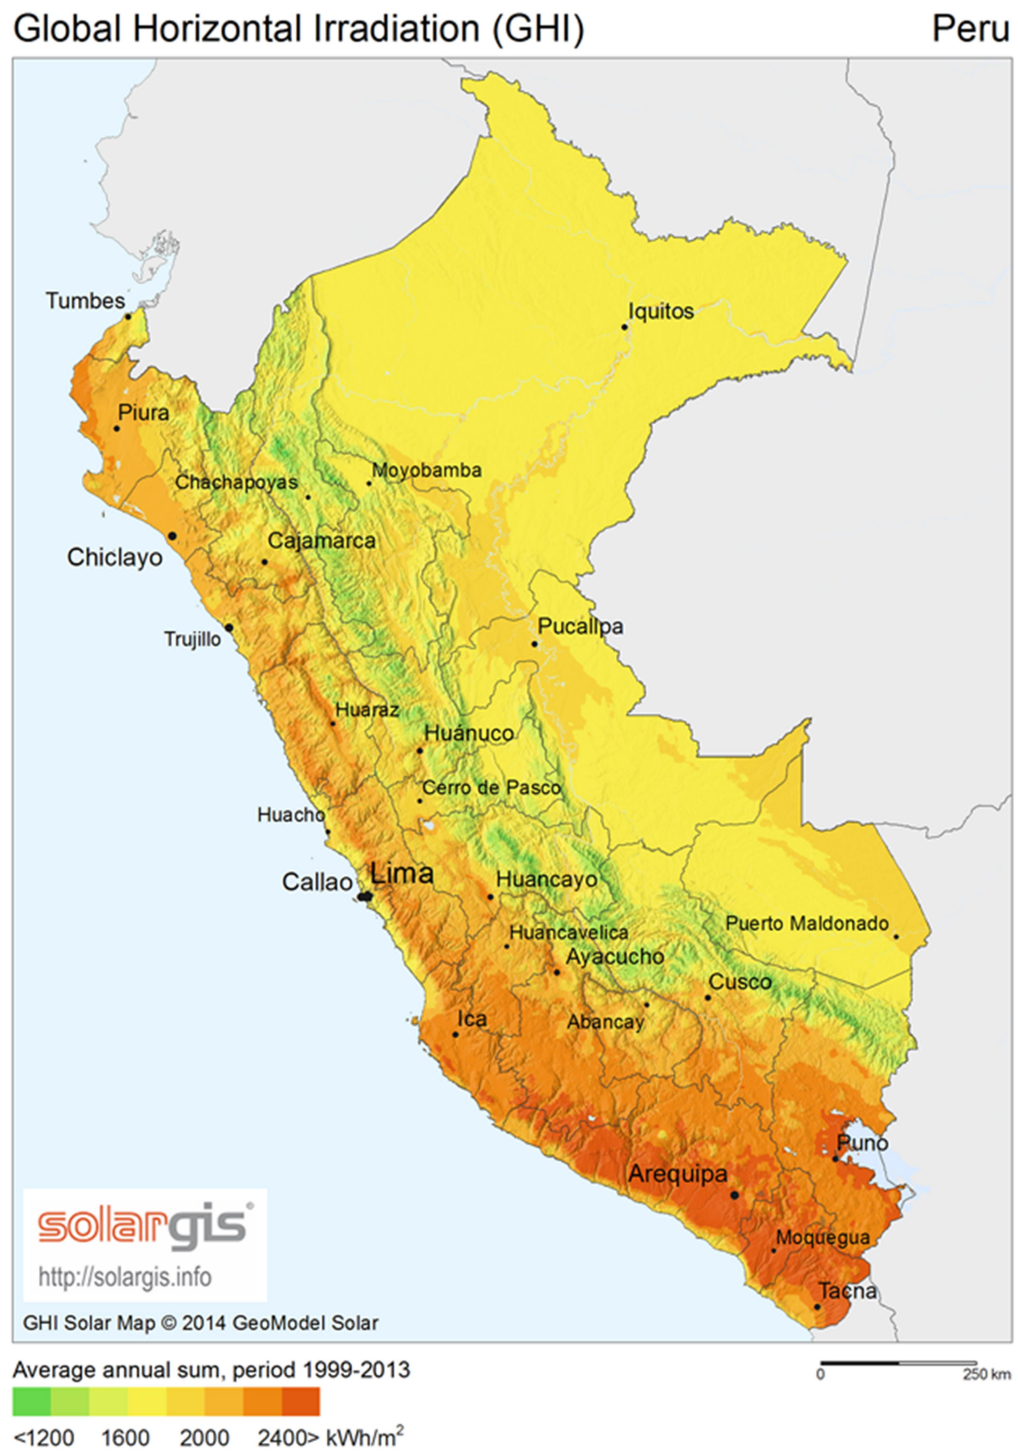 Global Horizontal Irradiation (GHI)
Peru
Tumbes
Iquitos
Piura
Moyobamba
Chachapoyas
Cajamarca
Chiclayo
Pucallpa
Trujillo
Huaraz
Huánuco
Cerro de Pasco
Huacho
Lima
Callao
Huancayo
Puerto Maldonado
Huancavelica
Ayacucho
Cusco
Ica
Abancay
Puno
Arequipa
Moquegua
Tacna
solargis®
http://solargis.info
GHI Solar Map © 2014 GeoModel Solar
Average annual sum, period 1999-2013
0 250 km
<1200 1600 2000 2400> kWh/m²